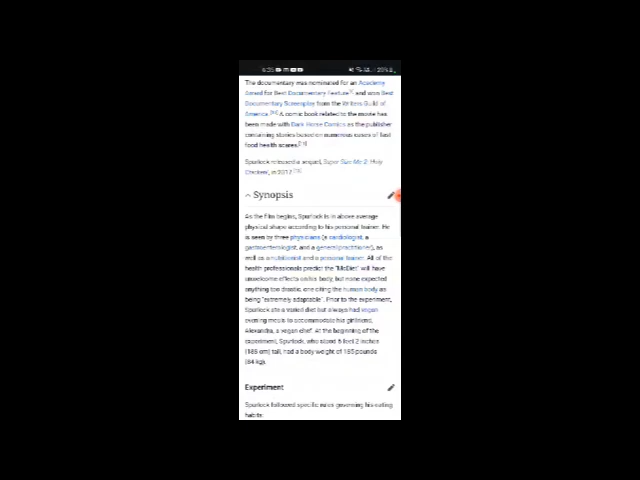 The documentary was nominated for an Academy
Award for Best Documentary Feature and won Best
Documentary Screenplay from the Writers Guild of
America. A comic book related to the movie has
been made with Dark Horse Comics as the publisher
containing stories based on numerous cases of fast
food health scares.
Spurlock released a sequel, Super Size Me 2: Holy
Chicken!, in 2017.
Synopsis
As the film begins, Spurlock is in above average
physical shape according to his personal trainer. He
is seen by three physicians (a cardiologist, a
gastroenterologist, and a general practitioner), as
well as a nutritionist and a personal trainer. All of the
health professionals predict the "McDiet" will have
unwelcome effects on his body, but none expected
anything too drastic, one citing the human body as
being "extremely adaptable". Prior to the experiment,
Spurlock ate a varied diet but always had vegan
evening meals to accommodate his girlfriend,
Alexandra, a vegan chef. At the beginning of the
experiment, Spurlock, who stood 6 feet 2 inches
(188 cm) tall, had a body weight of 185 pounds
(84 kg).
Experiment
Spurlock followed specific rules governing his eating
habits: